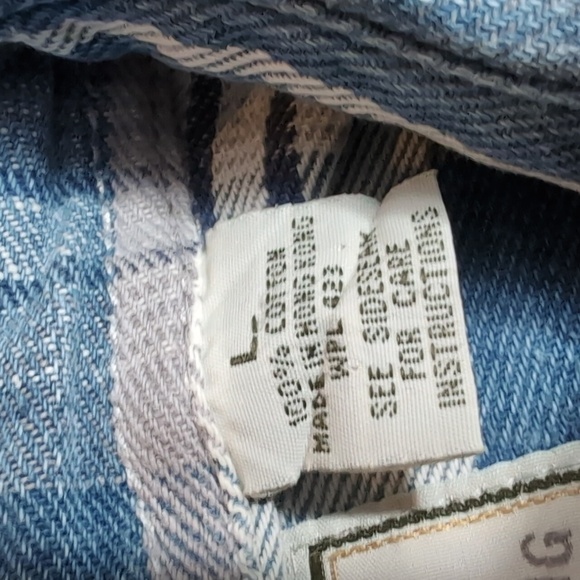 L
100% COTTON
MADE IN HONG KONG
WPL 423
SEE SIDESEAM
FOR CARE
INSTRUCTIONS
G